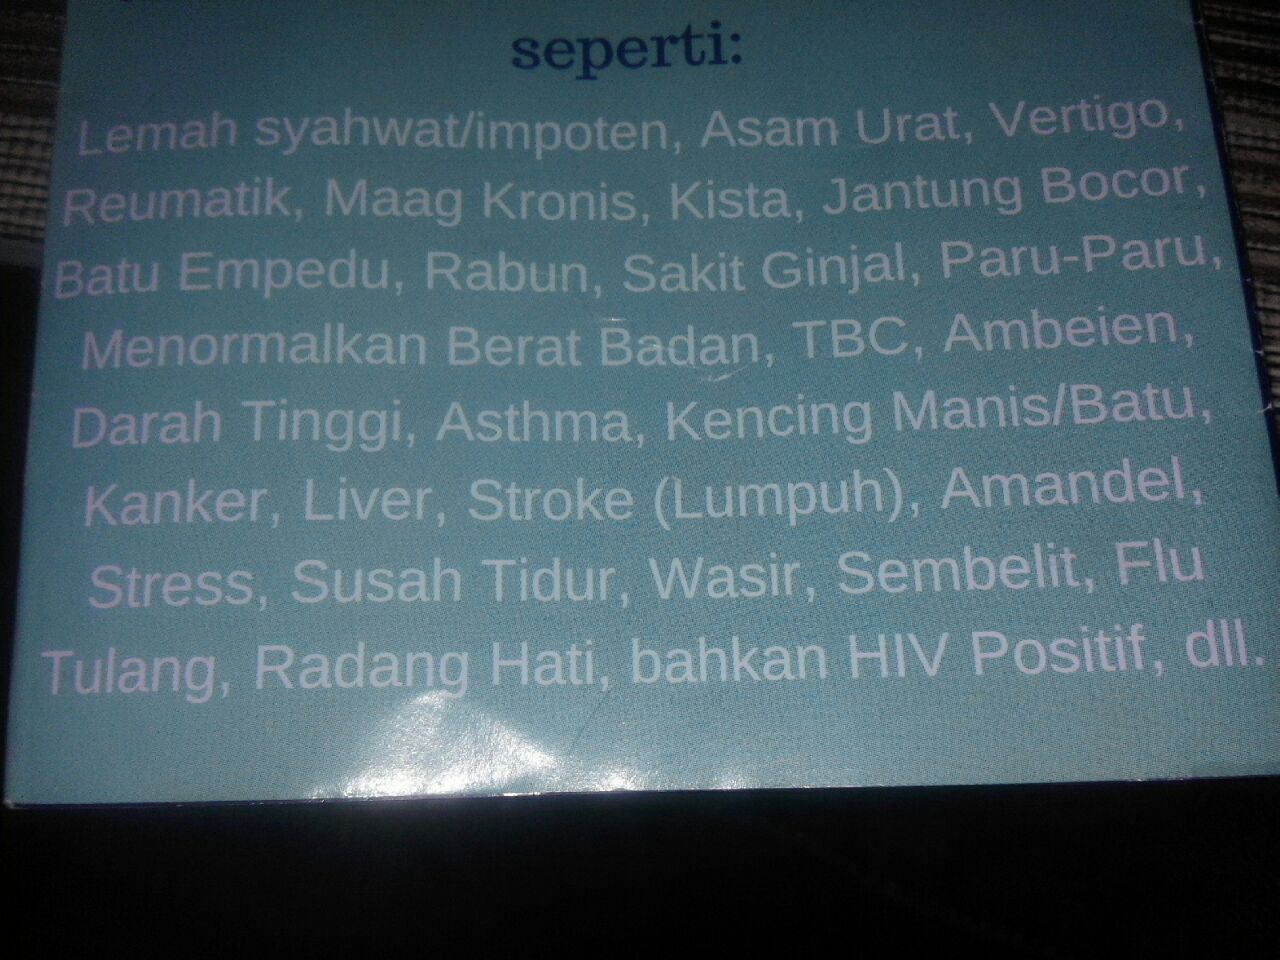 seperti:
Lemah syahwat/impoten, Asam Urat, Vertigo,
Reumatik, Maag Kronis, Kista, Jantung Bocor,
Batu Empedu, Rabun, Sakit Ginjal, Paru-Paru,
Menormalkan Berat Badan, TBC, Ambeien,
Darah Tinggi, Asthma, Kencing Manis/Batu,
Kanker, Liver, Stroke (Lumpuh), Amandel,
Stress, Susah Tidur, Wasir, Sembelit, Flu
Tulang, Radang Hati, bahkan HIV Positif, dll.